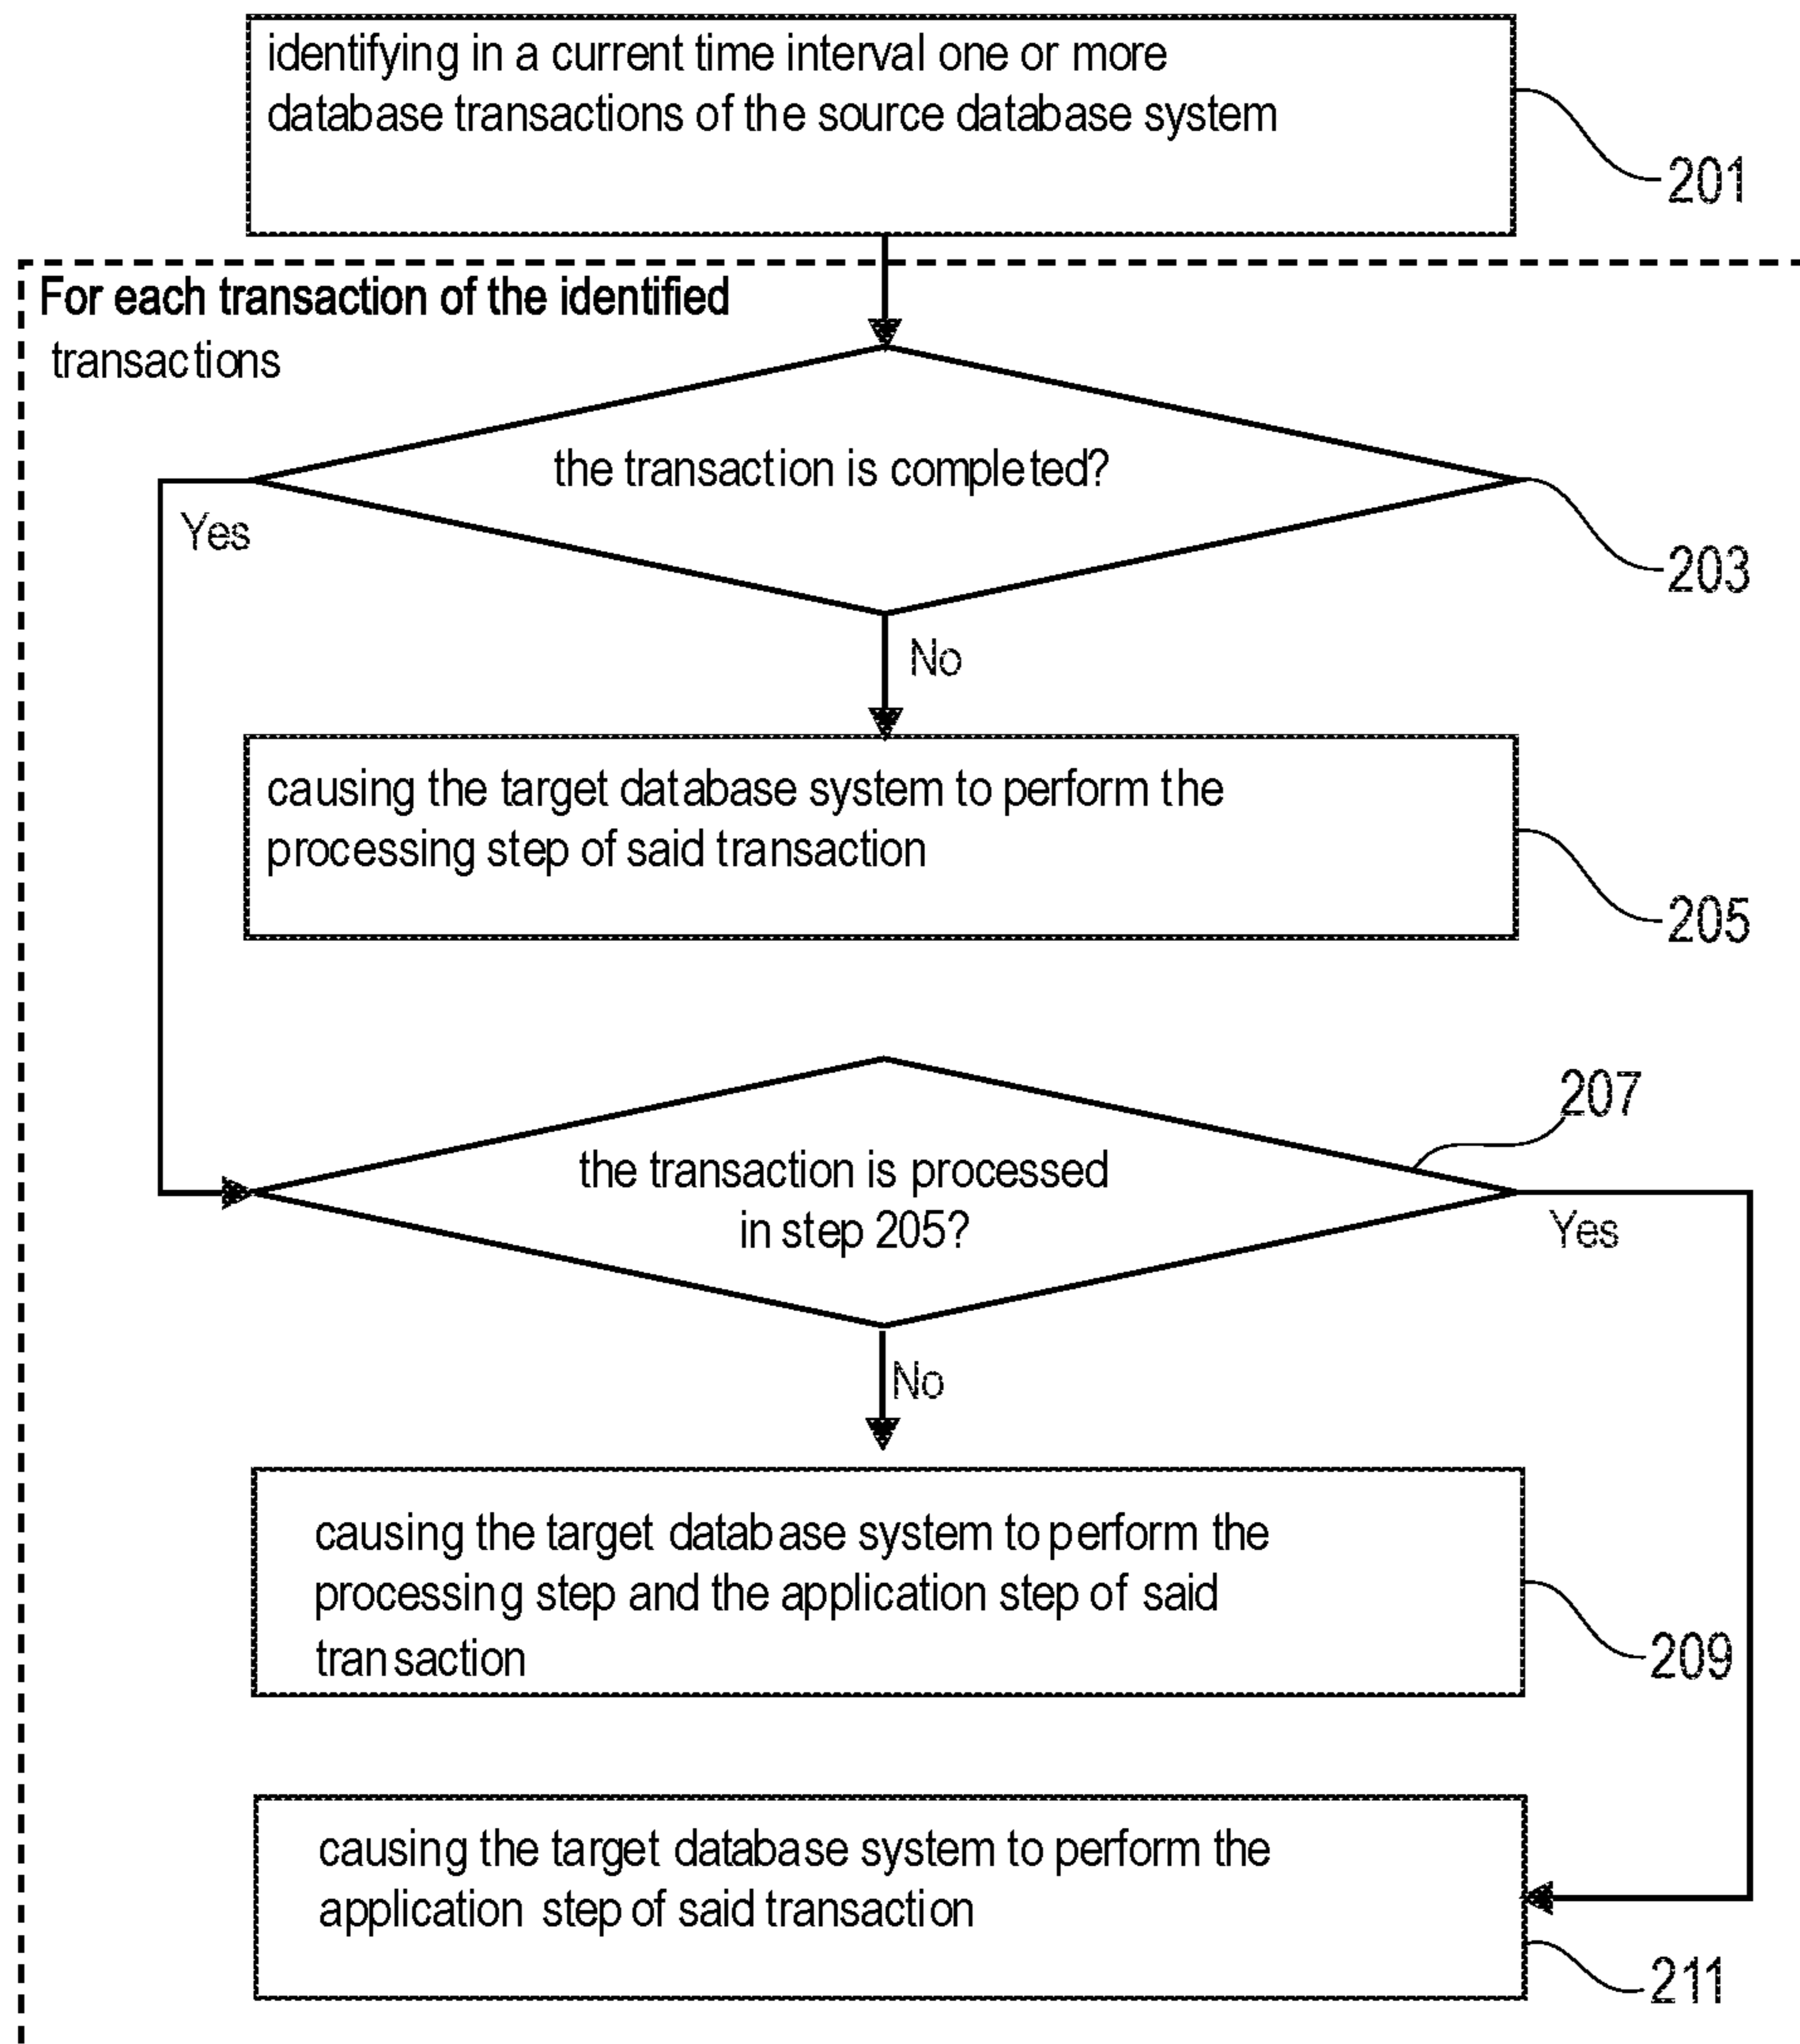 identifying in a current time interval one or more
database transactions of the source database system
201
For each transaction of the identified
transactions
the transaction is completed?
Yes
203
No
causing the target database system to perform the
processing step of said transaction
205
207
the transaction is processed
in step 205?
Yes
No
causing the target database system to perform the
processing step and the application step of said
transaction
209
causing the target database system to perform the
application step of said transaction
211